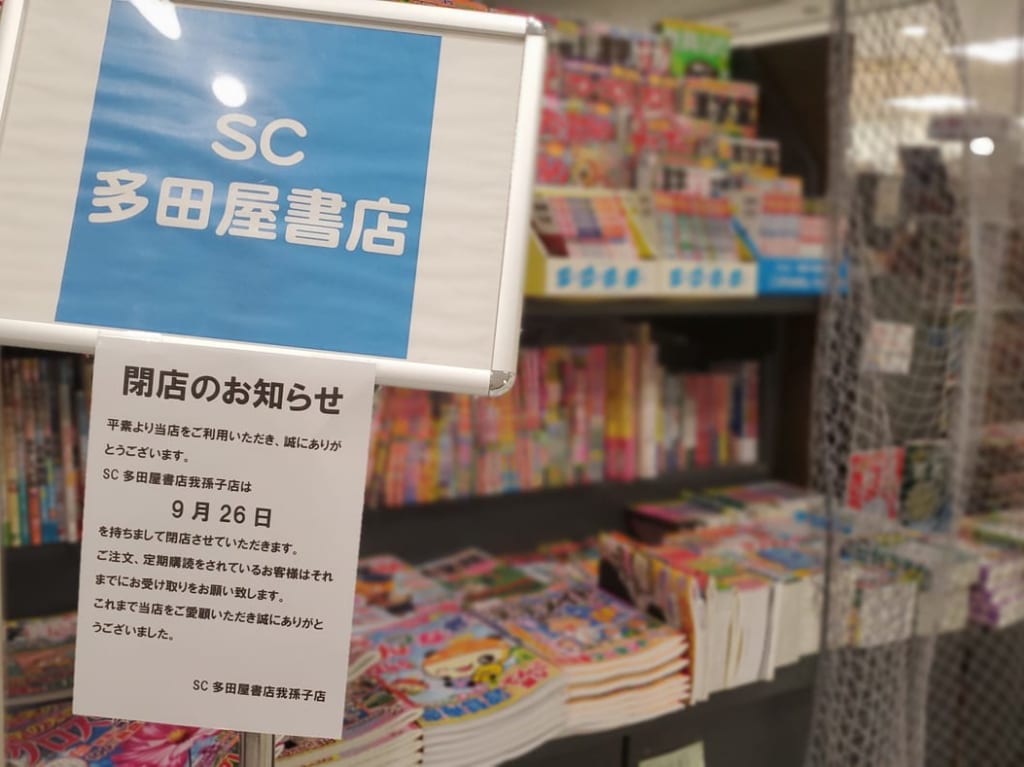 SC
多田屋書店
閉店のお知らせ
平素より当店をご利用いただき、誠にありが
とうございます。
SC 多田屋書店我孫子店は
9月26日
を持ちまして閉店させていただきます。
ご注文、定期購読をされているお客様はそれ
までにお受け取りをお願い致します。
これまで当店をご愛顧いただき誠にありがと
うございました。
SC 多田屋書店我孫子店